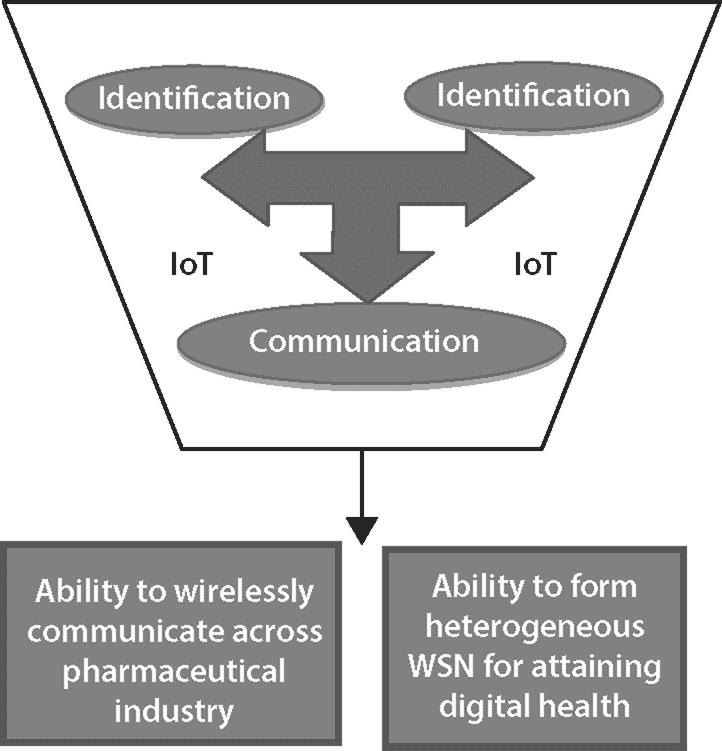 Identification
Identification
IoT
IoT
Communication
Ability to wirelessly
communicate across
pharmaceutical
industry
Ability to form
heterogeneous
WSN for attaining
digital health